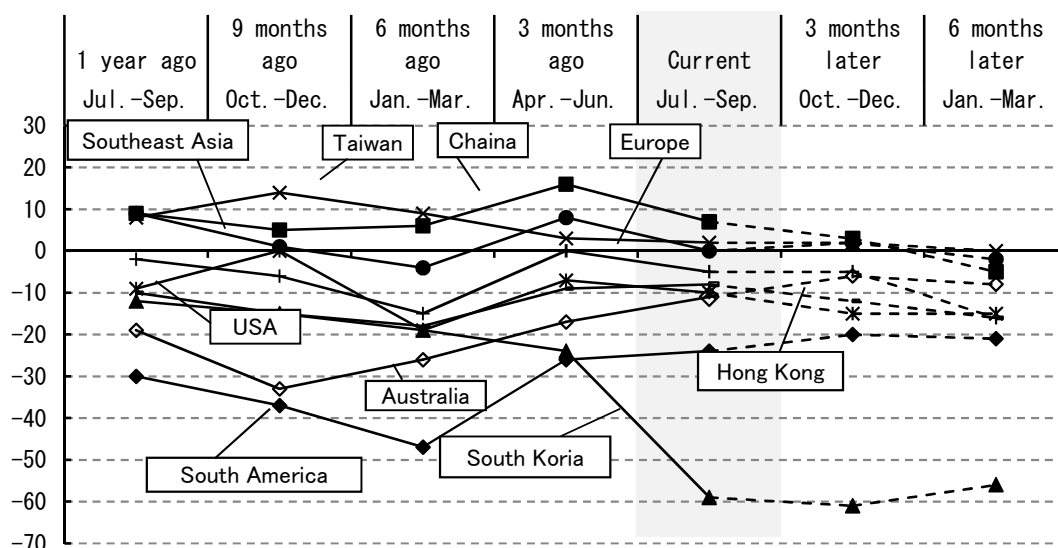 1 year ago
Jul.-Sep.
9 months
ago
Oct.-Dec.
6 months
ago
Jan.-Mar.
3 months
ago
Apr.-Jun.
Current
Jul.-Sep.
3 months
later
Oct.-Dec.
6 months
later
Jan.-Mar.
30
20
10
0
-10
-20
-30
-40
-50
-60
-70
Southeast Asia
Taiwan
Chaina
Europe
USA
Australia
Hong Kong
South America
South Koria